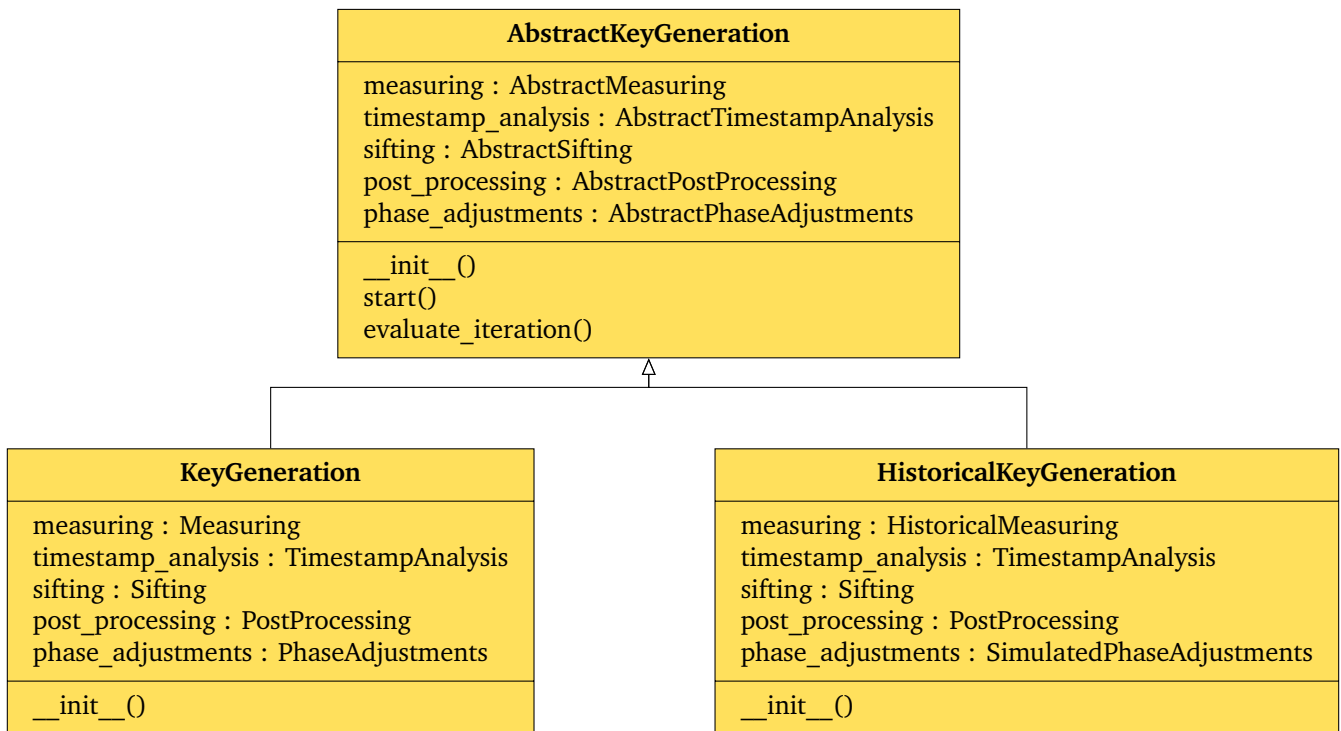 AbstractKeyGeneration
measuring : AbstractMeasuring
timestamp_analysis : AbstractTimestampAnalysis
sifting : AbstractSifting
post_processing : AbstractPostProcessing
phase_adjustments : AbstractPhaseAdjustments
__init__()
start()
evaluate_iteration()
KeyGeneration
measuring : Measuring
timestamp_analysis : TimestampAnalysis
sifting : Sifting
post_processing : PostProcessing
phase_adjustments : PhaseAdjustments
__init__()
HistoricalKeyGeneration
measuring : HistoricalMeasuring
timestamp_analysis : TimestampAnalysis
sifting : Sifting
post_processing : PostProcessing
phase_adjustments : SimulatedPhaseAdjustments
__init__()